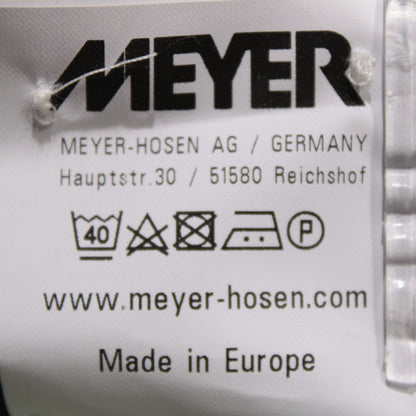 MEYER
MEYER-HOSEN AG / GERMANY
Hauptstr.30 / 51580 Reichshof
40 P
www.meyer-hosen.com
Made in Europe